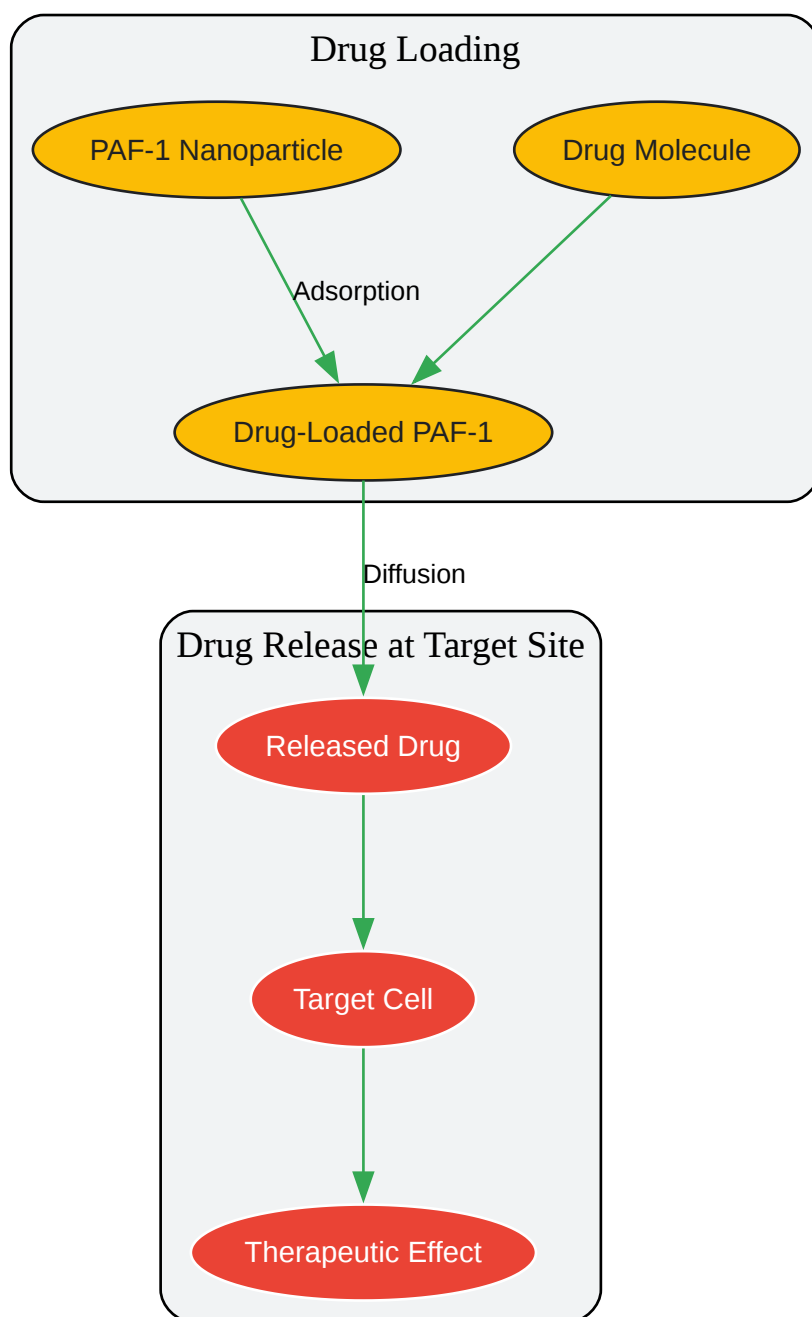 Drug Loading
PAF-1 Nanoparticle
Drug Molecule
Adsorption
Drug-Loaded PAF-1
Diffusion
Drug Release at Target Site
Released Drug
Target Cell
Therapeutic Effect